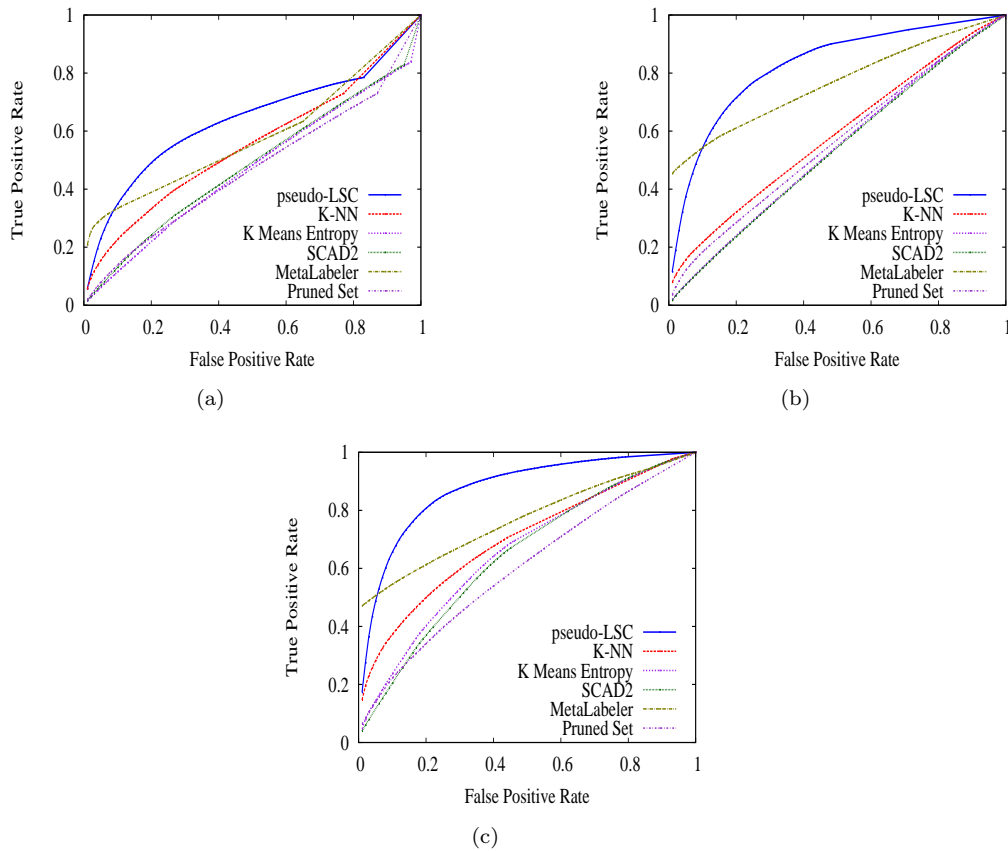 1
0.8
0.6
0.4
0.2
0
True Positive Rate
pseudo-LSC
K-NN
K Means Entropy
SCAD2
MetaLabeler
Pruned Set
0 0.2 0.4 0.6 0.8 1
False Positive Rate
(a)
1
0.8
0.6
0.4
0.2
0
True Positive Rate
pseudo-LSC
K-NN
K Means Entropy
SCAD2
MetaLabeler
Pruned Set
0 0.2 0.4 0.6 0.8 1
False Positive Rate
(b)
1
0.8
0.6
0.4
0.2
0
True Positive Rate
pseudo-LSC
K-NN
K Means Entropy
SCAD2
MetaLabeler
Pruned Set
0 0.2 0.4 0.6 0.8 1
False Positive Rate
(c)